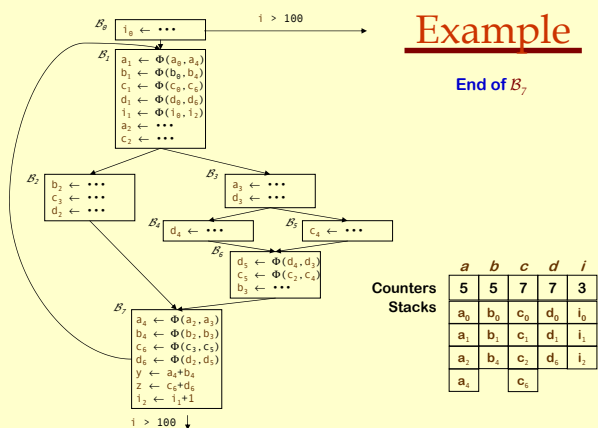 Example
End of B₇
i > 100
B₀
i₀ ← •••
B₁
a₁ ← Φ(a₀,a₄)
b₁ ← Φ(b₀,b₄)
c₁ ← Φ(c₀,c₆)
d₁ ← Φ(d₀,d₆)
i₁ ← Φ(i₀,i₂)
a₂ ← •••
c₂ ← •••
B₂
b₂ ← •••
c₃ ← •••
d₂ ← •••
B₃
a₃ ← •••
d₃ ← •••
B₄
d₄ ← •••
B₅
c₄ ← •••
B₆
d₅ ← Φ(d₄,d₃)
c₅ ← Φ(c₂,c₄)
b₃ ← •••
B₇
a₄ ← Φ(a₂,a₃)
b₄ ← Φ(b₂,b₃)
c₆ ← Φ(c₃,c₅)
d₆ ← Φ(d₂,d₅)
y ← a₄+b₄
z ← c₆+d₆
i₂ ← i₁+1
i > 100
a b c d i
Counters 5 5 7 7 3
Stacks a₀ b₀ c₀ d₀ i₀
a₁ b₁ c₁ d₁ i₁
a₂ b₄ c₂ d₆ i₂
a₄ c₆